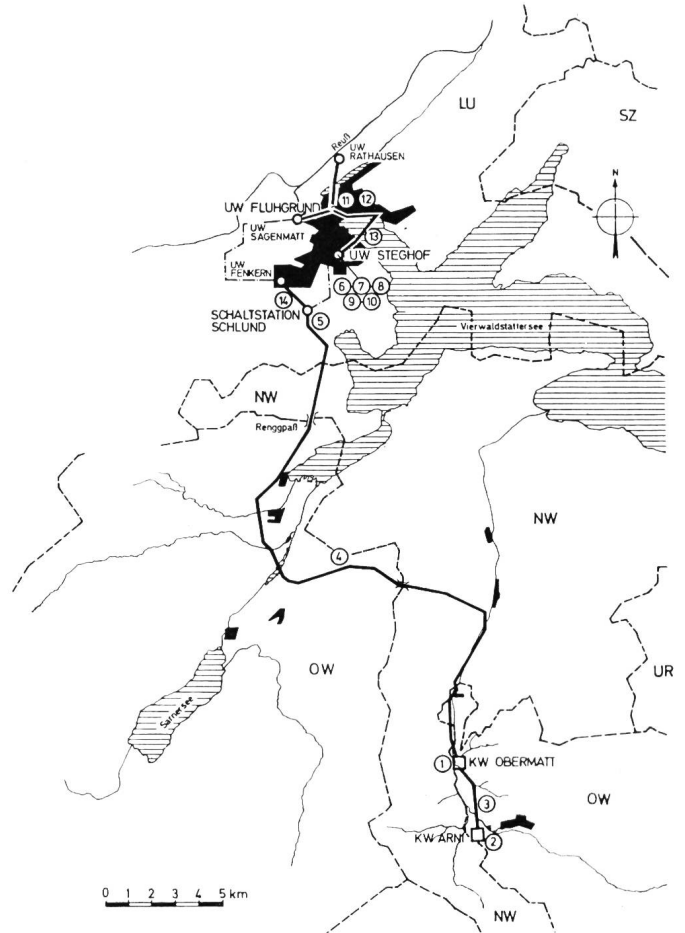 LU
SZ
Reuß
UW
RATHAUSEN
N
UW FLUHGRUND
11 12
UW
SAGENMATT
13
UW STEGHOF
UW
FENKERN
6 7 8
9 10
14
SCHALTSTATION
SCHLUND
5
Vierwaldstättersee
NW
Renggpaß
NW
4
OW
UR
Sarnersee
1
KW OBERMATT
3
OW
KW ARNI
2
0 1 2 3 4 5 km
NW